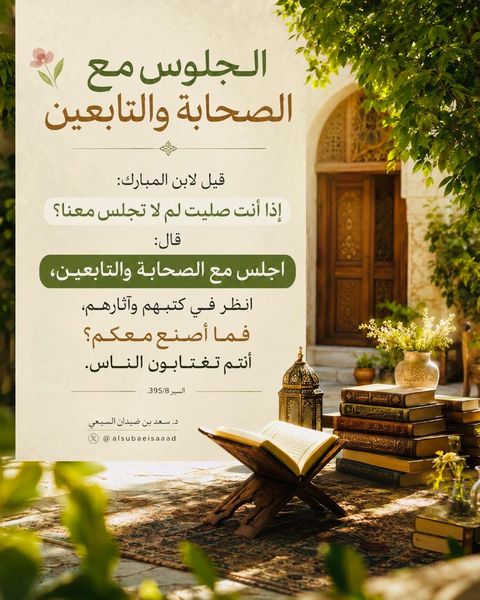 الجلوس مع
الصحابة والتابعين
قيل لابن المبارك:
إذا أنت صليت لم لا تجلس معنا؟
قال:
اجلس مع الصحابة والتابعين،
انظر في كتبهم وآثارهم،
فما أصنع معكم؟
أنتم تغتابون الناس.
السير 395/8.
د. سعد بن ضيدان السبيعي
@alsubaeisaaad